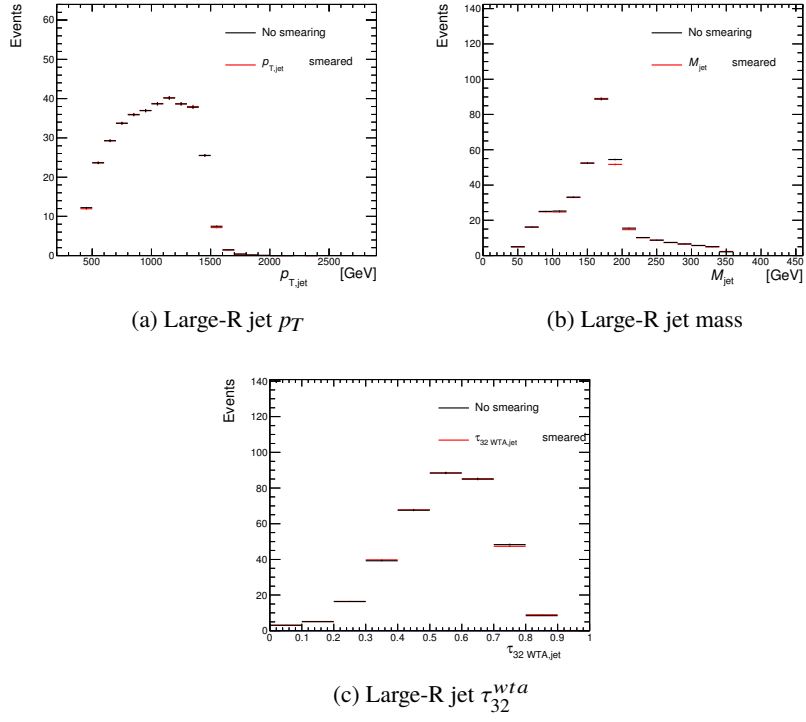 Events
60
50
40
30
20
10
0
No smearing
p_T,jet smeared
500 1000 1500 2000 2500
p_T,jet [GeV]
(a) Large-R jet p_T
Events
140
120
100
80
60
40
20
0
No smearing
M_jet smeared
0 50 100 150 200 250 300 350 400 450
M_jet [GeV]
(b) Large-R jet mass
Events
140
120
100
80
60
40
20
0
No smearing
τ_32 WTA,jet smeared
0 0.1 0.2 0.3 0.4 0.5 0.6 0.7 0.8 0.9 1
τ_32 WTA,jet
(c) Large-R jet τ_32^wta